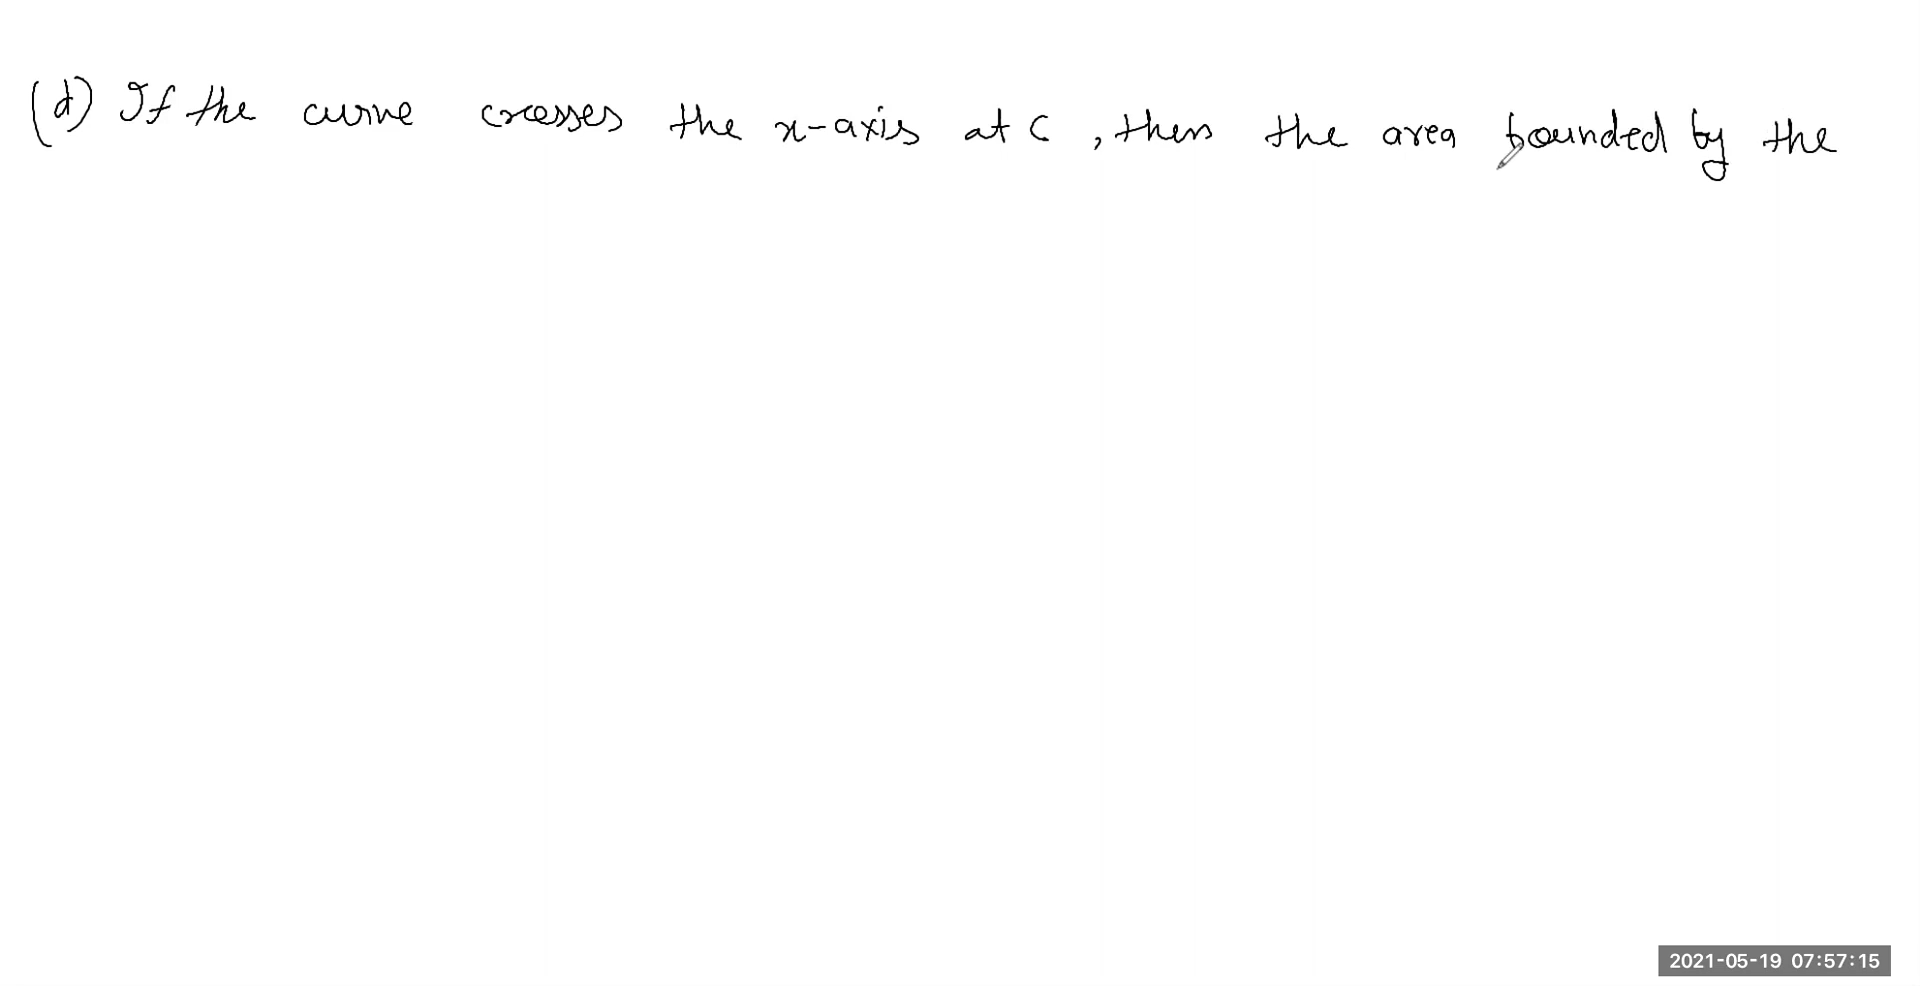 (d) If the curve crosses the x-axis at C, then the area bounded by the
2021-05-19 07:57:15